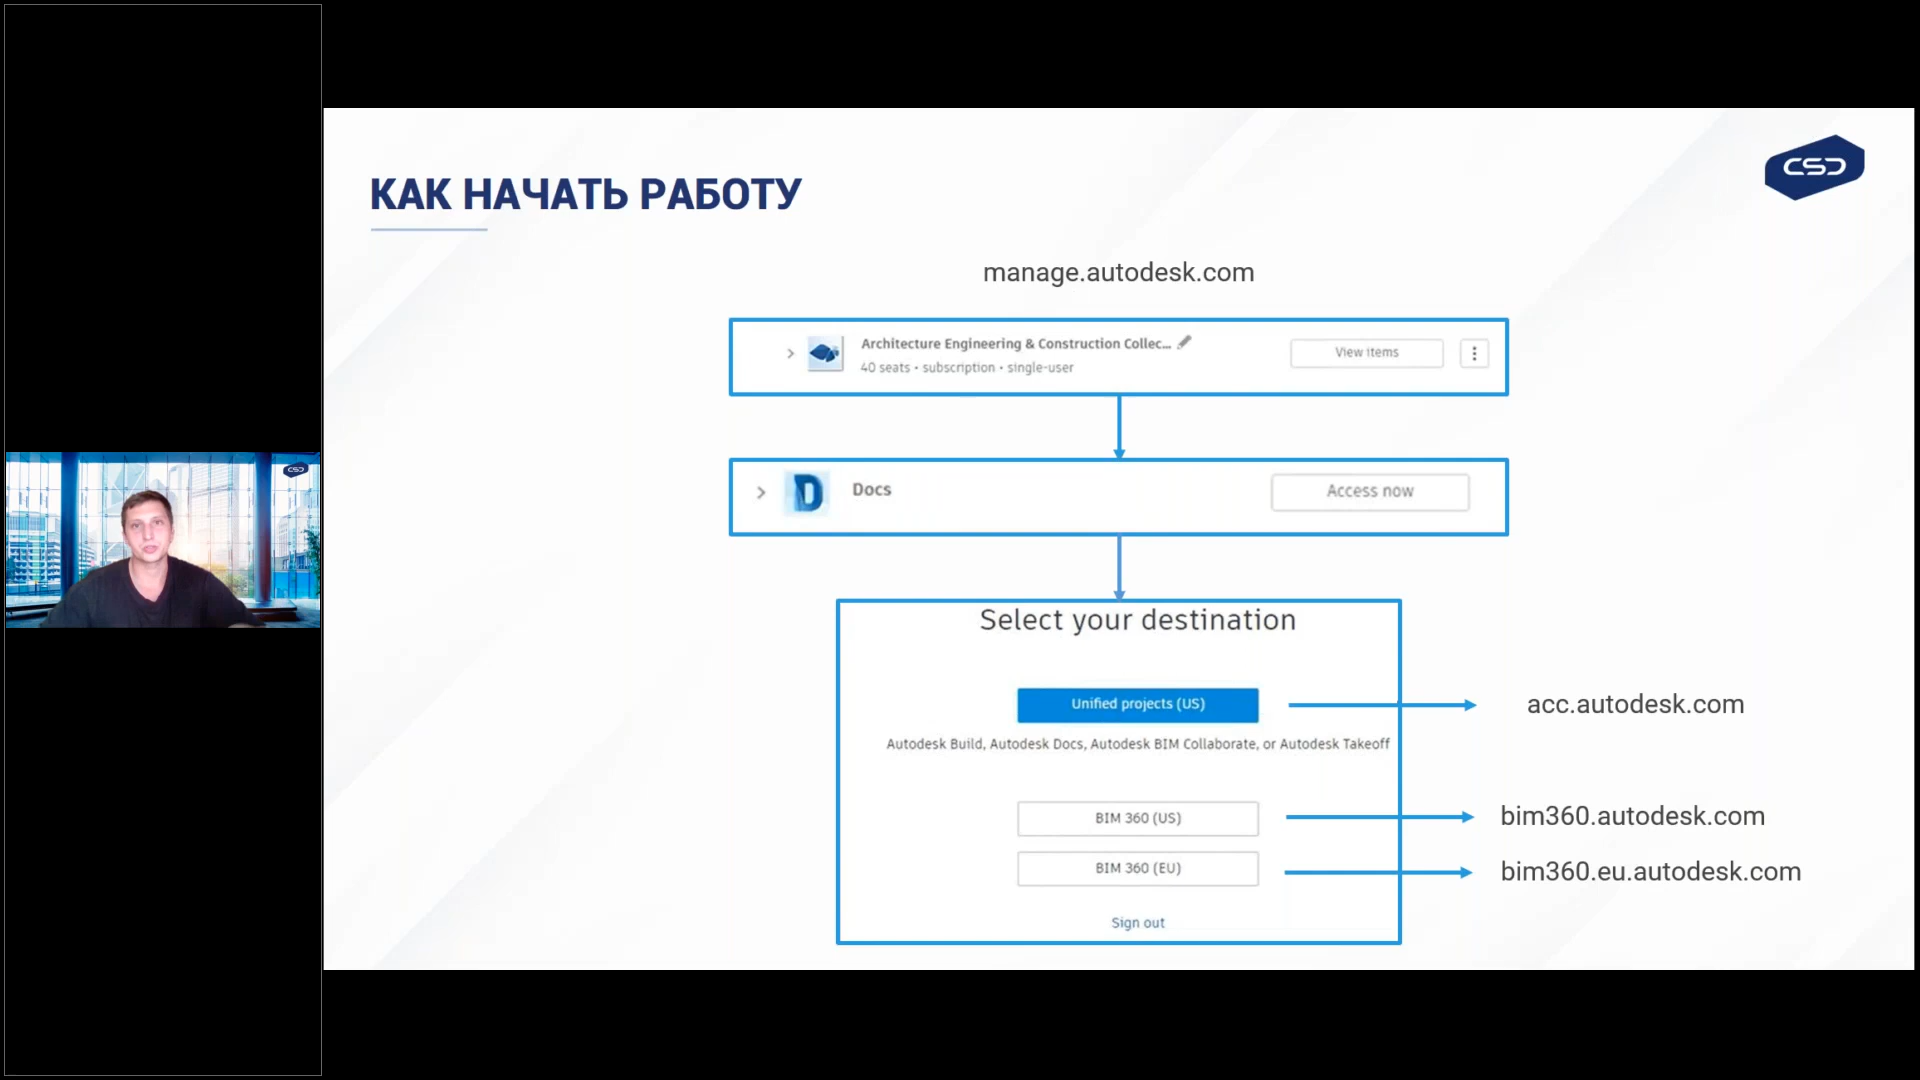 CSD
КАК НАЧАТЬ РАБОТУ
CSD
manage.autodesk.com
Architecture Engineering & Construction Collec...
40 seats • subscription • single-user
View items
Docs
Access now
Select your destination
Unified projects (US)
acc.autodesk.com
Autodesk Build, Autodesk Docs, Autodesk BIM Collaborate, or Autodesk Takeoff
BIM 360 (US)
bim360.autodesk.com
BIM 360 (EU)
bim360.eu.autodesk.com
Sign out